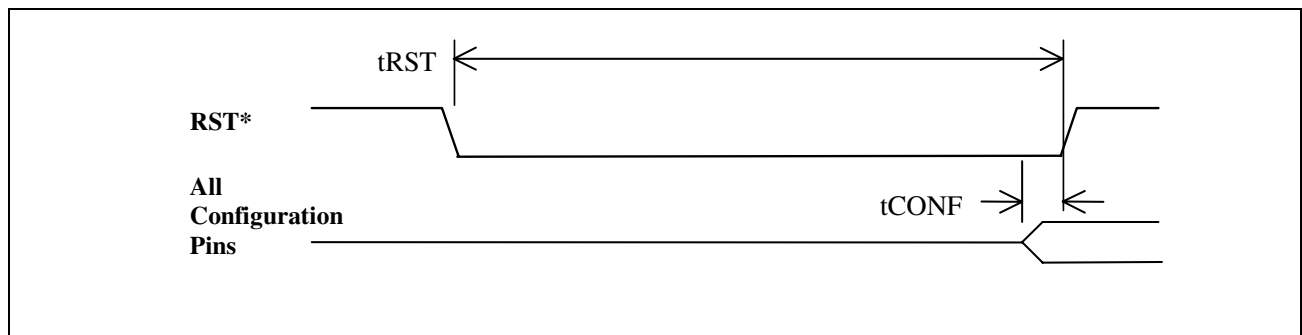 tRST
RST*
All
Configuration
Pins
tCONF